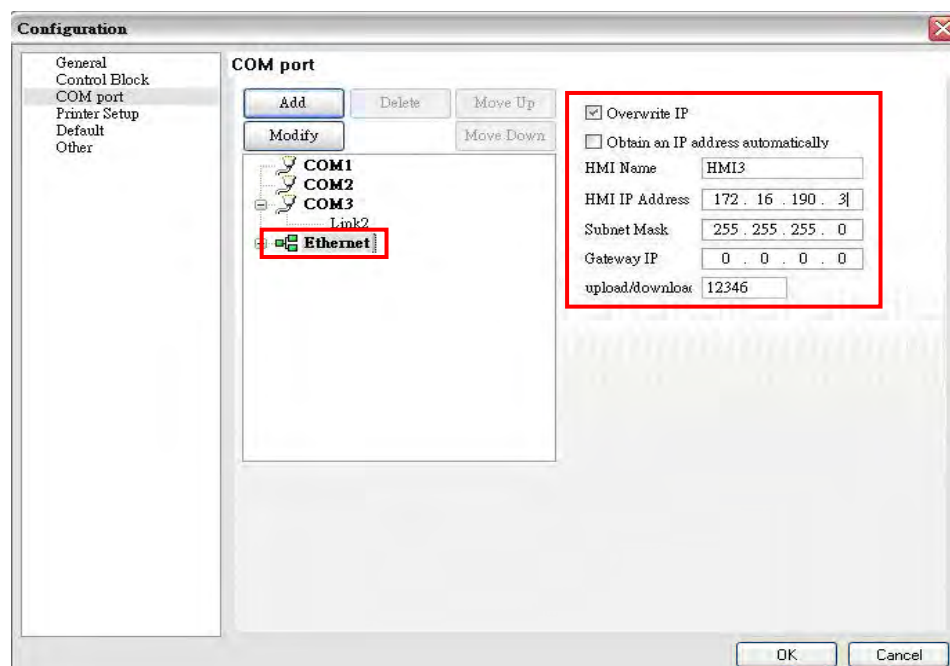 Configuration
General
Control Block
COM port
Printer Setup
Default
Other
COM port
Add Delete Move Up
Modify Move Down
COM1
COM2
COM3
Link2
Ethernet
Overwrite IP
Obtain an IP address automatically
HMI Name HMI3
HMI IP Address 172 . 16 . 190 . 3
Subnet Mask 255 . 255 . 255 . 0
Gateway IP 0 . 0 . 0 . 0
upload/downloa 12346
OK Cancel